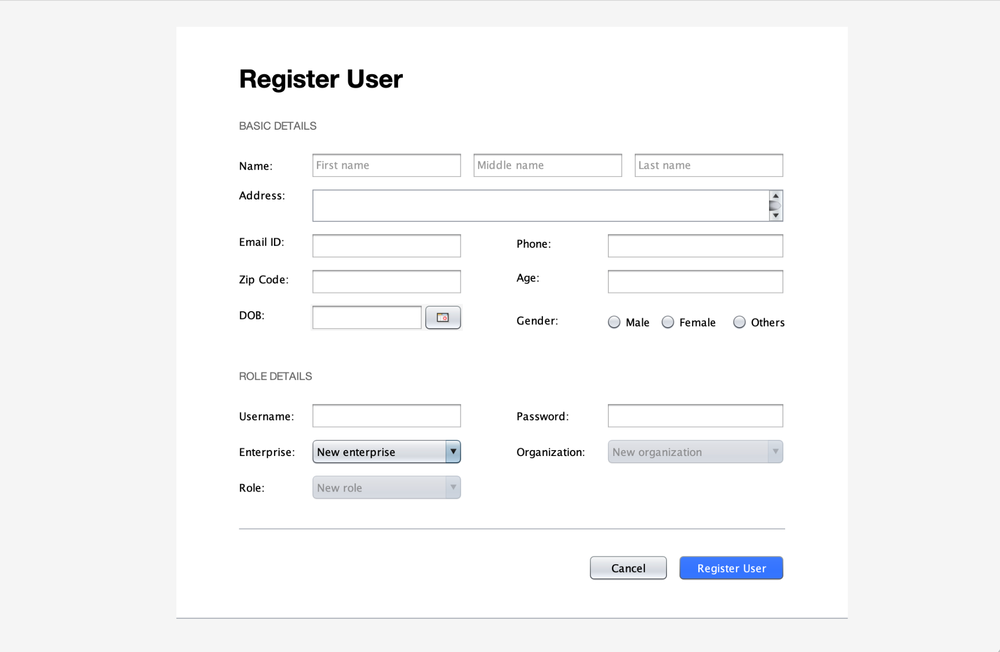 Register User
BASIC DETAILS
Name: First name Middle name Last name
Address:
Email ID: Phone:
Zip Code: Age:
DOB: Gender: Male Female Others
ROLE DETAILS
Username: Password:
Enterprise: New enterprise Organization: New organization
Role: New role
Cancel Register User